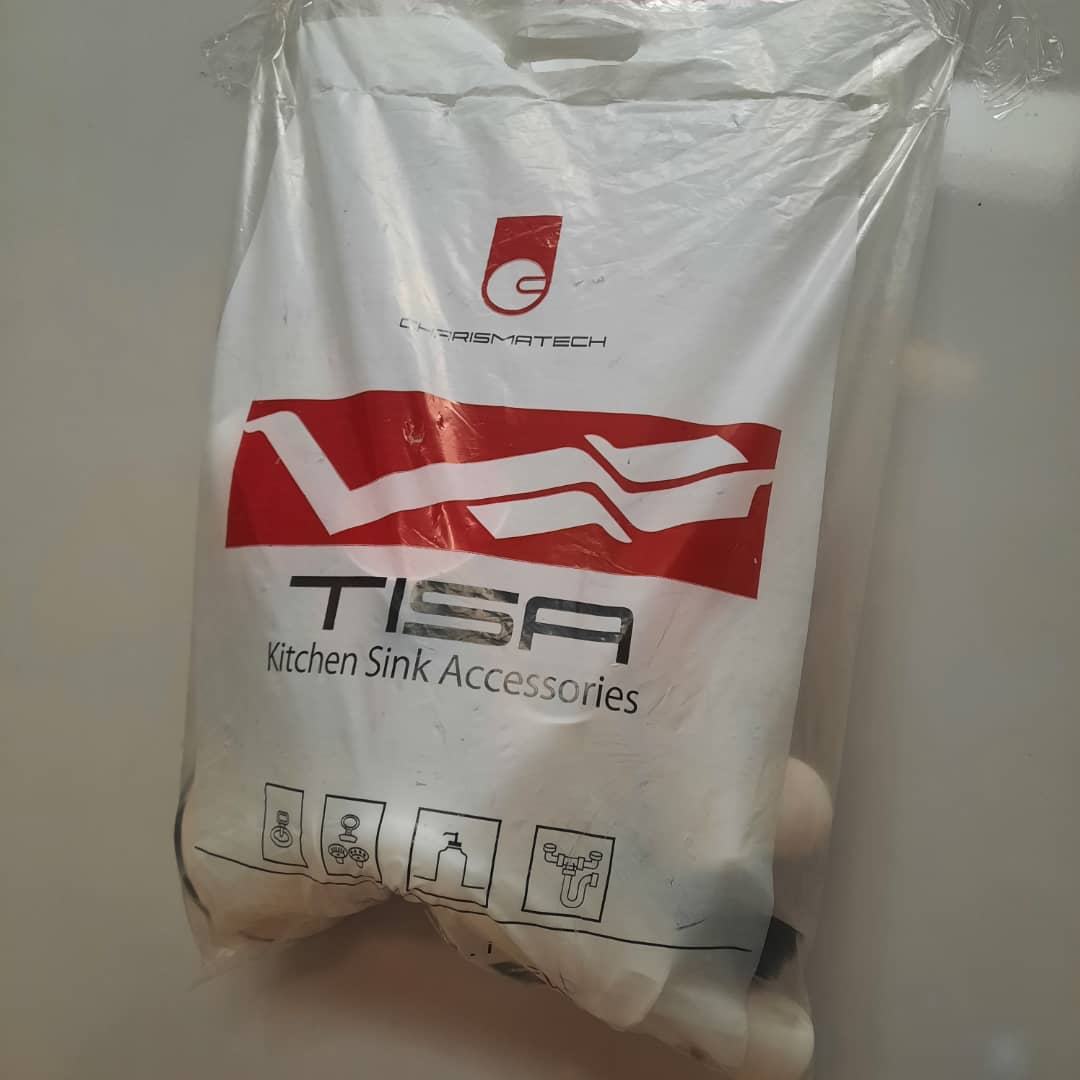 CHARISMATECH
TISA
Kitchen Sink Accessories